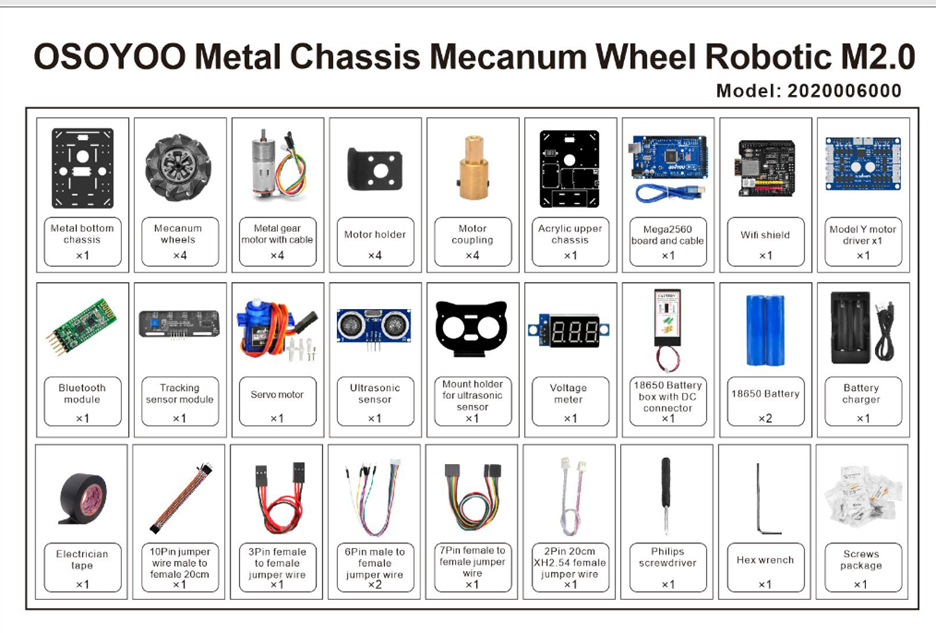 OSOYOO Metal Chassis Mecanum Wheel Robotic M2.0
Model: 2020006000
Metal bottom
chassis
×1
Mecanum
wheels
×4
Metal gear
motor with cable
×4
Motor holder
×4
Motor
coupling
×4
Acrylic upper
chassis
×1
Mega2560
board and cable
×1
Wifi shield
×1
Model Y motor
driver x1
Bluetooth
module
×1
Tracking
sensor module
×1
Servo motor
×1
Ultrasonic
sensor
×1
Mount holder
for ultrasonic
sensor
×1
Voltage
meter
×1
18650 Battery
box with DC
connector
×1
18650 Battery
×2
Battery
charger
×1
Electrician
tape
×1
10Pin jumper
wire male to
female 20cm
×1
3Pin female
to female
jumper wire
×1
6Pin male to
female
jumper wire
×2
7Pin female to
female jumper
wire
×1
2Pin 20cm
XH2.54 female
jumper wire
×1
Philips
screwdriver
×1
Hex wrench
×1
Screws
package
×1